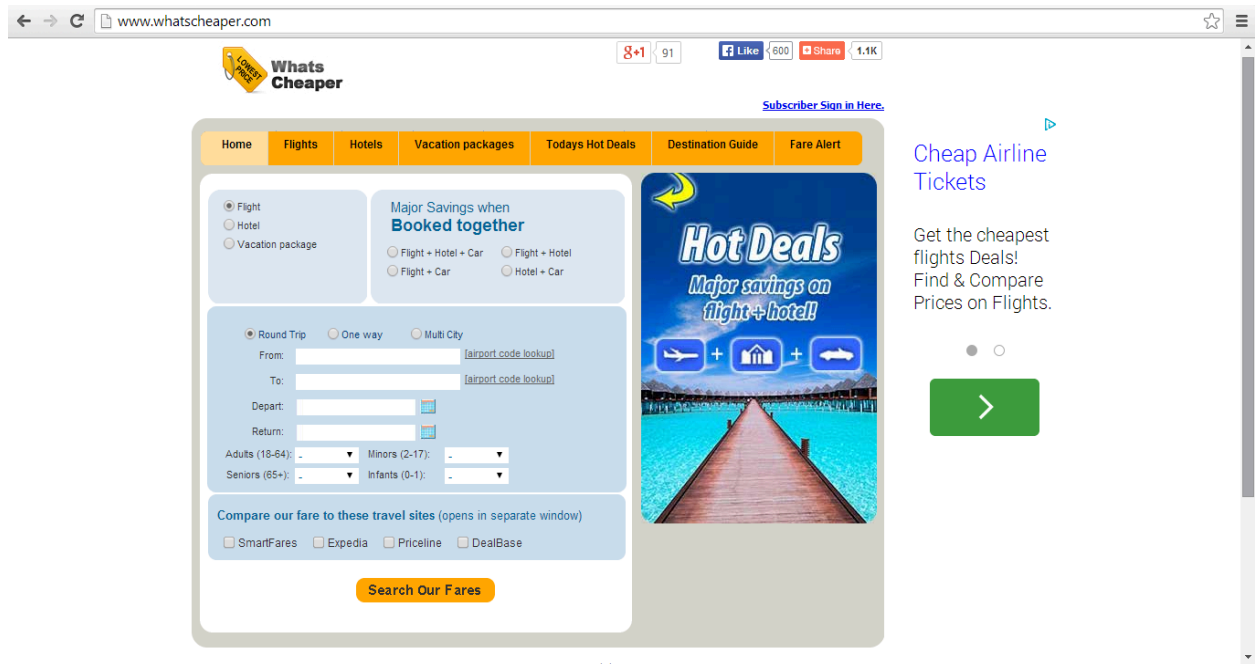 www.whatscheaper.com
LOWEST
PRICE
Whats
Cheaper
g+1 91 Like 600 Share 1.1K
Subscriber Sign in Here.
Home Flights Hotels Vacation packages Todays Hot Deals Destination Guide Fare Alert
Flight
Hotel
Vacation package
Major Savings when
Booked together
Flight + Hotel + Car Flight + Hotel
Flight + Car Hotel + Car
Round Trip One way Multi City
From: [airport code lookup]
To: [airport code lookup]
Depart:
Return:
Adults (18-64): - Minors (2-17): -
Seniors (65+): - Infants (0-1): -
Compare our fare to these travel sites (opens in separate window)
SmartFares Expedia Priceline DealBase
Search Our Fares
Hot Deals
Major savings on
flight+hotel!
+ +
Cheap Airline
Tickets
Get the cheapest
flights Deals!
Find & Compare
Prices on Flights.